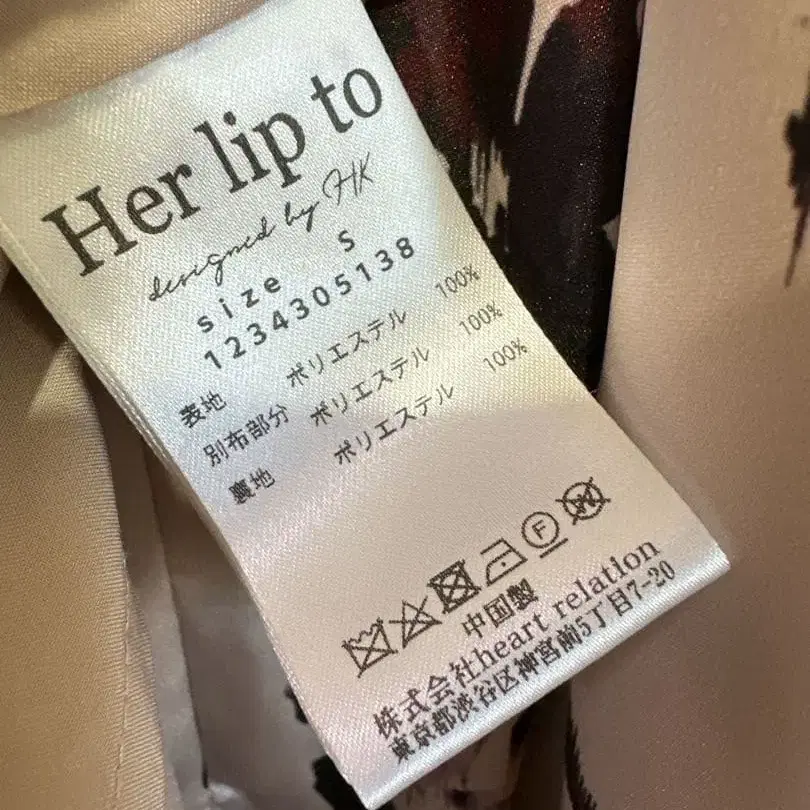 Her lip to
designed by HK
size S
1234305138
表地 ポリエステル 100%
別布部分 ポリエステル 100%
裏地 ポリエステル 100%
F W
中国製
株式会社heart relation
東京都渋谷区神宮前5丁目7-20